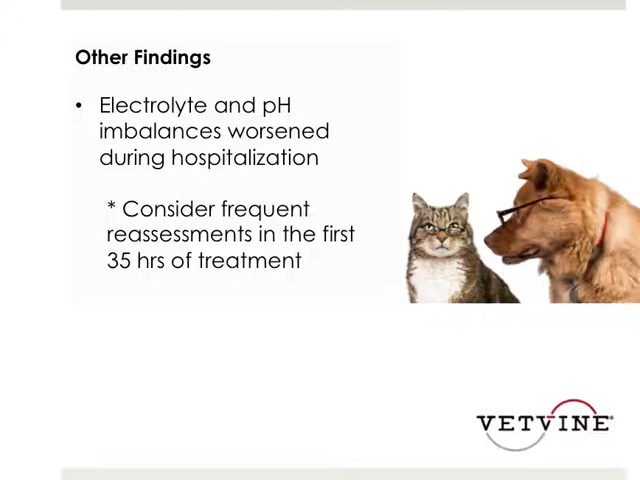 Other Findings
• Electrolyte and pH
imbalances worsened
during hospitalization
* Consider frequent
reassessments in the first
35 hrs of treatment
VETVINE®